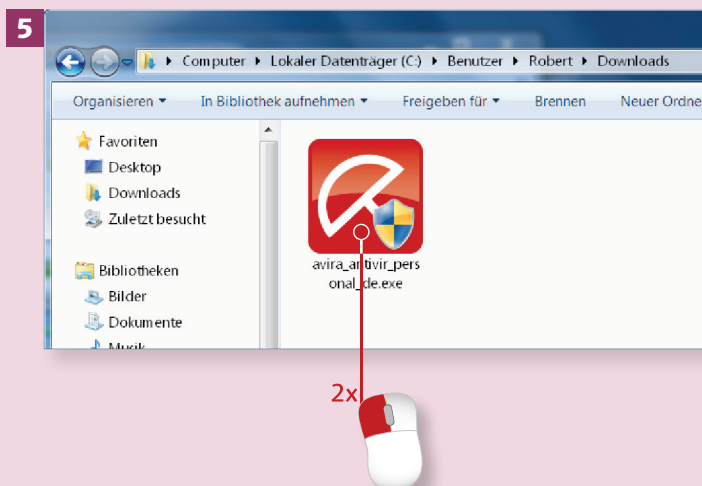 5
Computer Lokaler Datenträger (C:) Benutzer Robert Downloads
Organisieren In Bibliothek aufnehmen Freigeben für Brennen Neuer Ordne
Favoriten
Desktop
Downloads
Zuletzt besucht
Bibliotheken
Bilder
Dokumente
Musik
avira_antivir_pers
onal_de.exe
2x